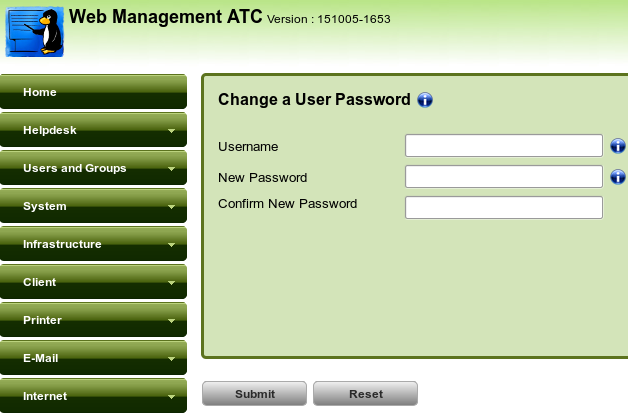 Web Management ATC Version : 151005-1653
Home
Helpdesk
Users and Groups
System
Infrastructure
Client
Printer
E-Mail
Internet
Change a User Password
Username
New Password
Confirm New Password
Submit
Reset